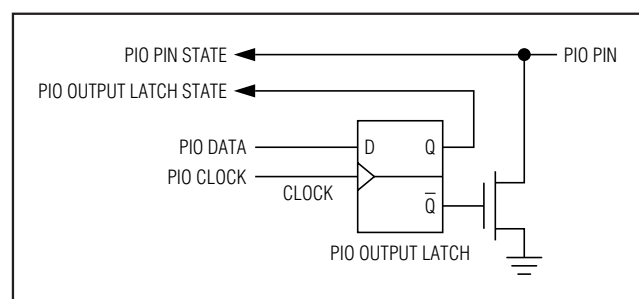 PIO PIN STATE
PIO PIN
PIO OUTPUT LATCH STATE
PIO DATA
D
Q
PIO CLOCK
CLOCK
Q̅
PIO OUTPUT LATCH